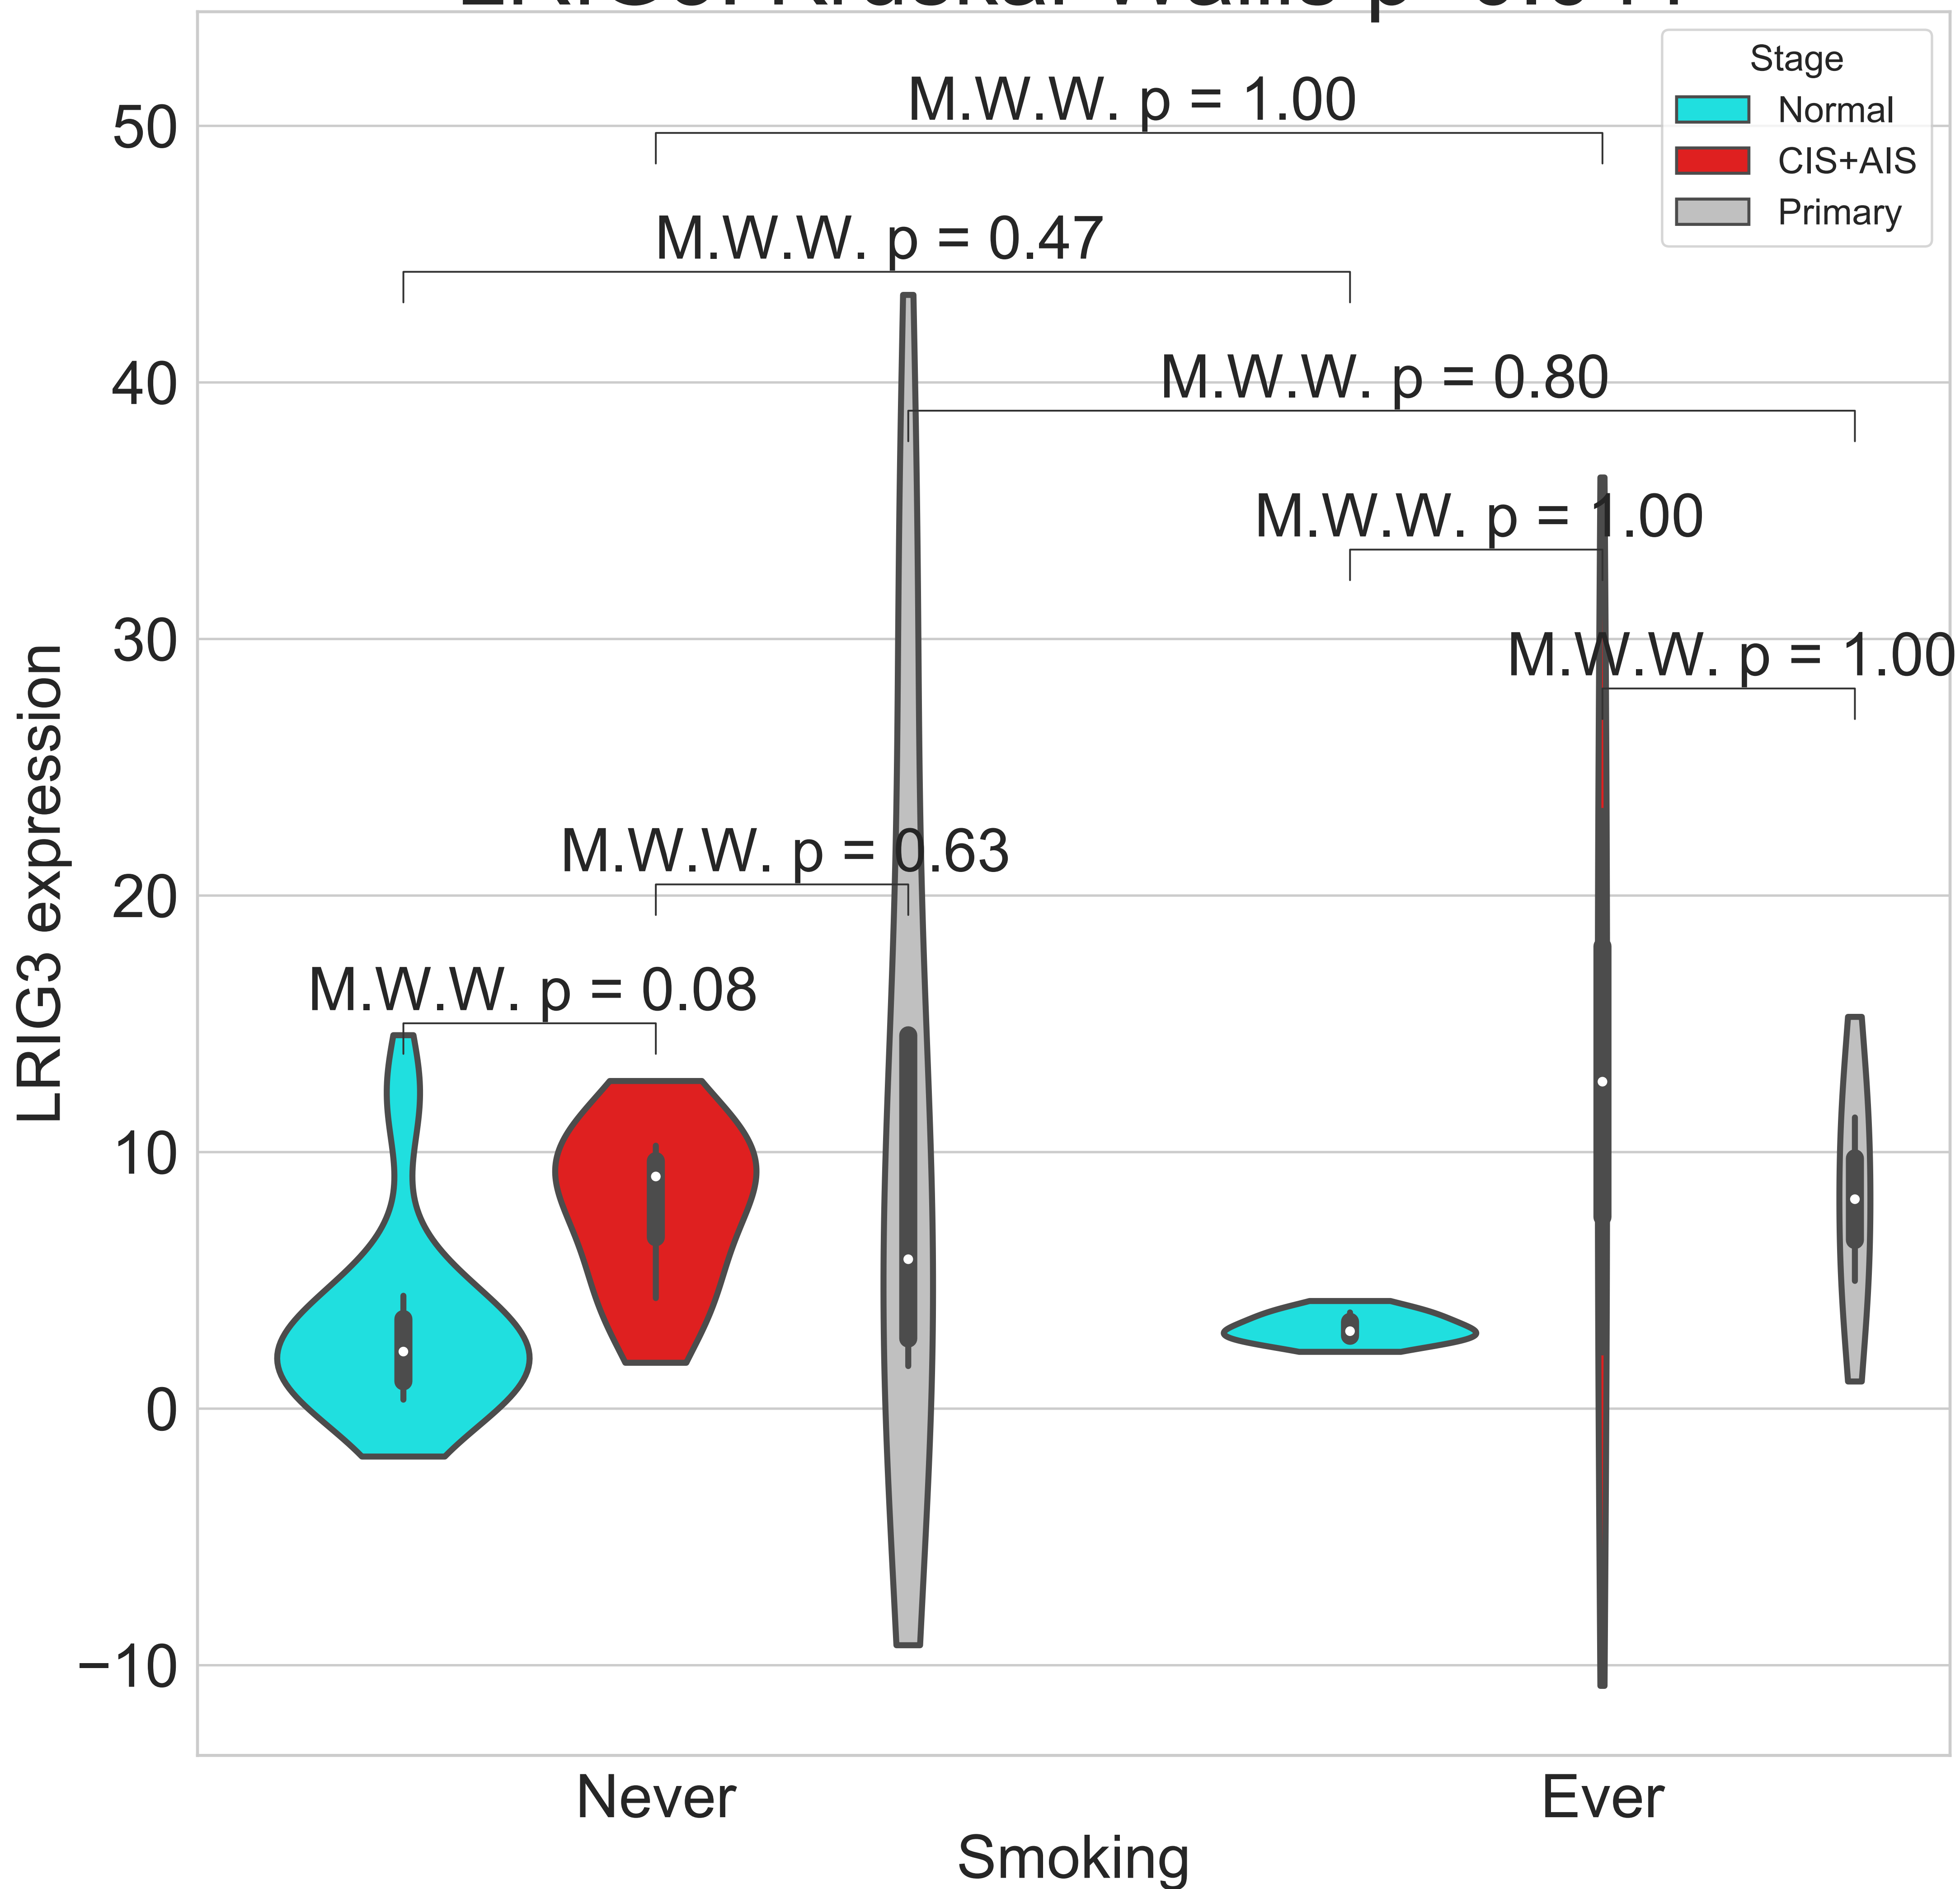 M.W.W. p = 1.00
Stage
Normal
CIS+AIS
Primary
M.W.W. p = 0.47
M.W.W. p = 0.80
M.W.W. p = 1.00
M.W.W. p = 1.00
M.W.W. p = 0.63
M.W.W. p = 0.08
50
40
30
20
10
0
−10
LRIG3 expression
Never
Ever
Smoking